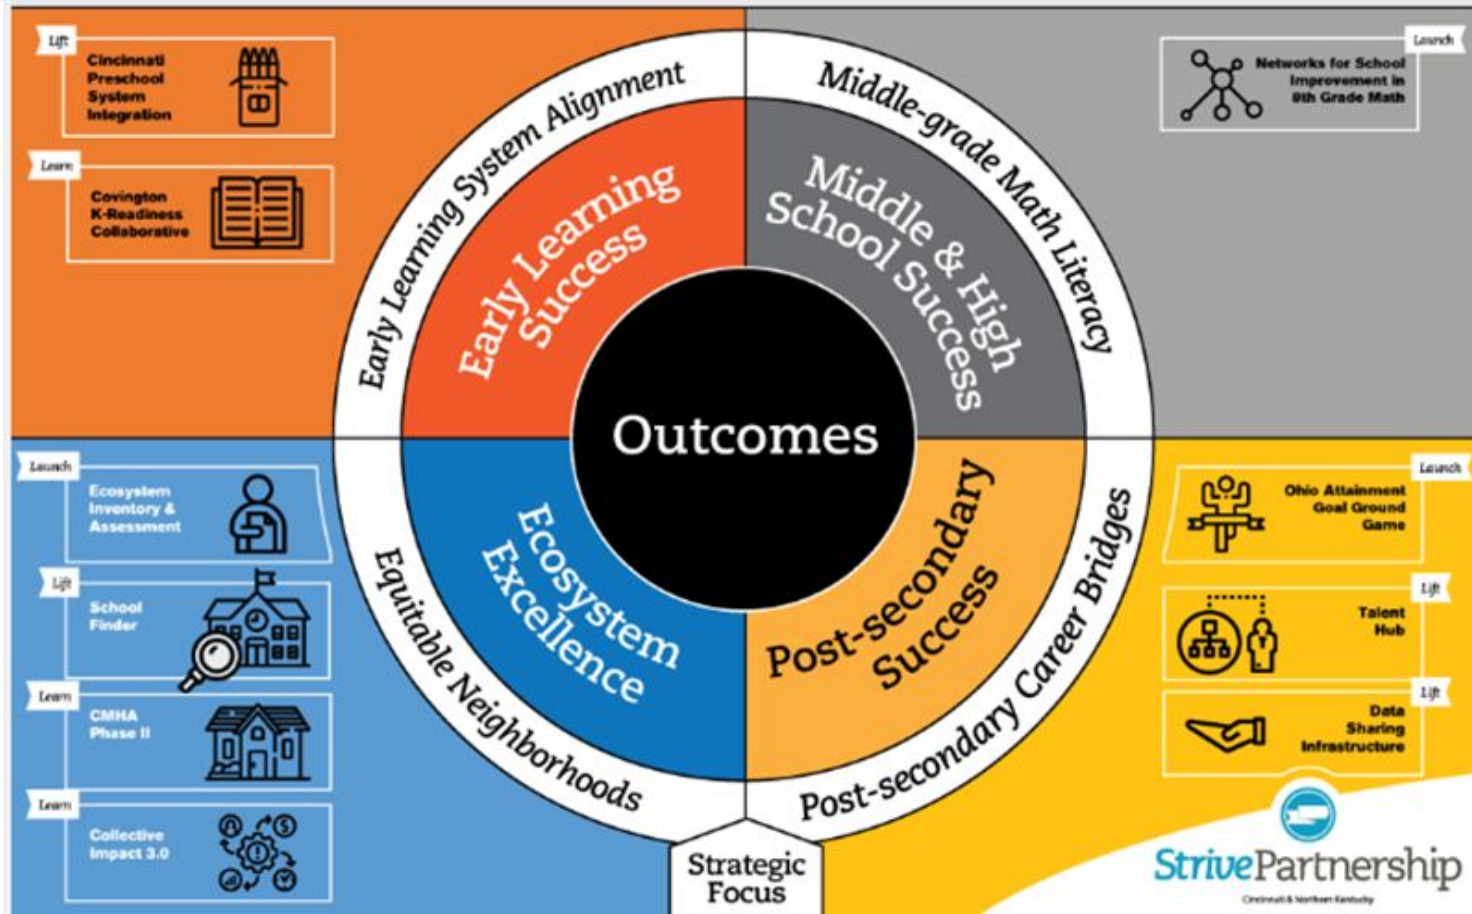 Lift
Cincinnati
Preschool
System
Integration
Learn
Covington
K-Readiness
Collaborative
Early Learning System Alignment
Early Learning
Success
Middle-grade Math Literacy
Middle & High
School Success
Launch
Networks for School
Improvement in
8th Grade Math
Outcomes
Launch
Ecosystem
Inventory &
Assessment
Lift
School
Finder
Learn
CMHA
Phase II
Learn
Collective
Impact 3.0
Equitable Neighborhoods
Ecosystem
Excellence
Post-secondary
Success
Post-secondary Career Bridges
Launch
Ohio Attainment
Goal Ground
Game
Lift
Talent
Hub
Lift
Data
Sharing
Infrastructure
Strategic
Focus
StrivePartnership
Cincinnati & Northern Kentucky